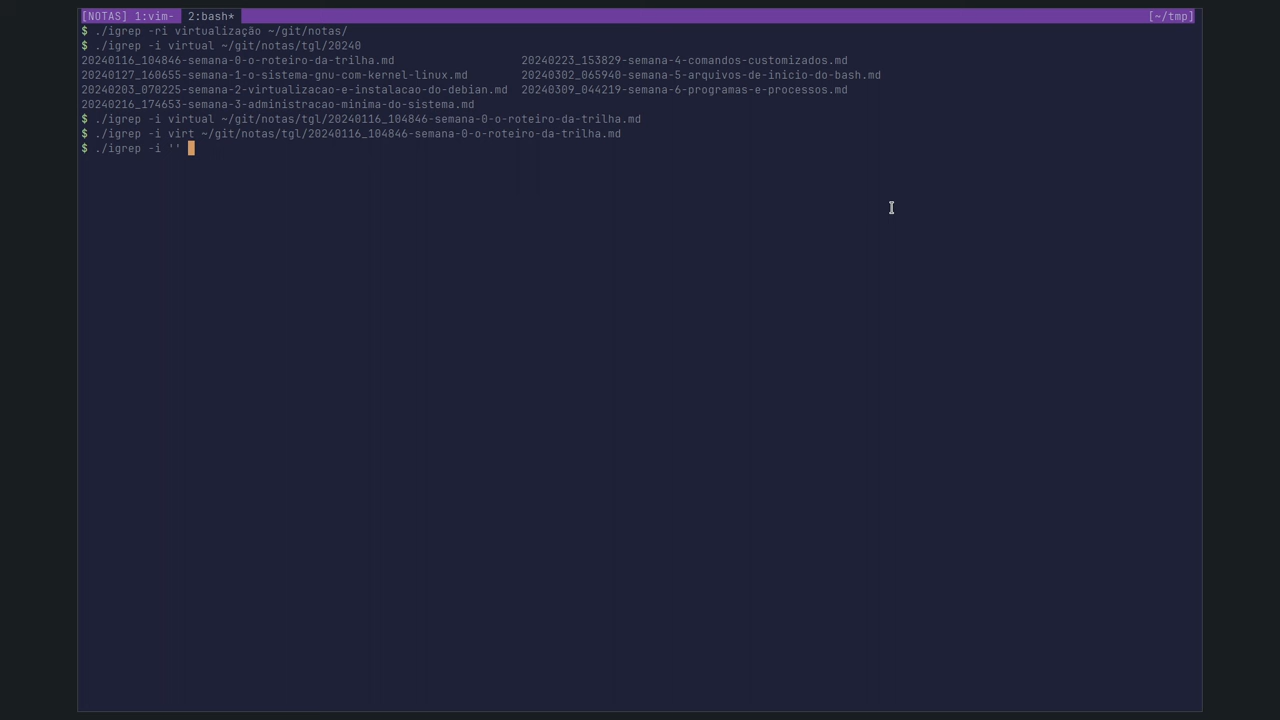 [NOTAS] 1:vim- 2:bash* [~/tmp]
$ ./igrep -ri virtualização ~/git/notas/
$ ./igrep -i virtual ~/git/notas/tgl/20240
20240116_104846-semana-0-o-roteiro-da-trilha.md 20240223_153829-semana-4-comandos-customizados.md
20240127_160655-semana-1-o-sistema-gnu-com-kernel-linux.md 20240302_065940-semana-5-arquivos-de-inicio-do-bash.md
20240203_070225-semana-2-virtualizacao-e-instalacao-do-debian.md 20240309_044219-semana-6-programas-e-processos.md
20240216_174653-semana-3-administracao-minima-do-sistema.md
$ ./igrep -i virtual ~/git/notas/tgl/20240116_104846-semana-0-o-roteiro-da-trilha.md
$ ./igrep -i virt ~/git/notas/tgl/20240116_104846-semana-0-o-roteiro-da-trilha.md
$ ./igrep -i ''